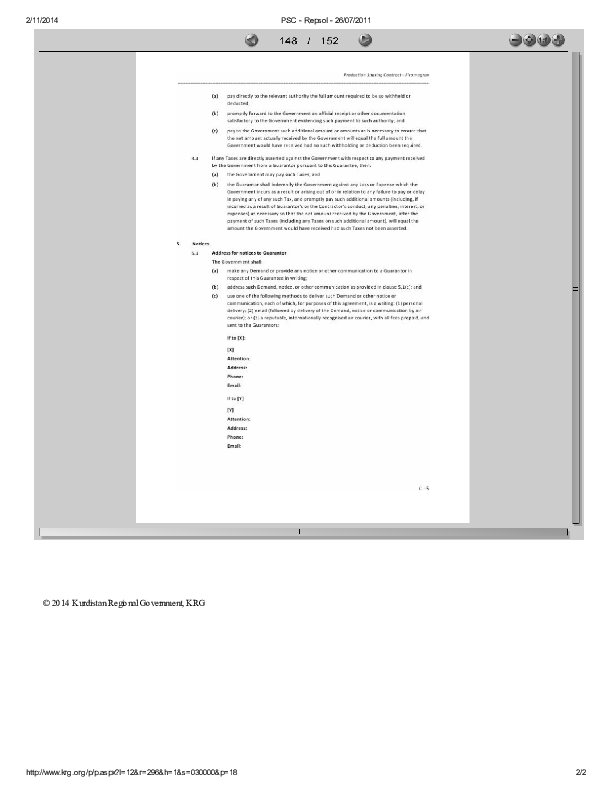 2/11/2014
PSC - Repsol - 26/07/2011
148 / 152
Production Sharing Contract – Piramagrun
(a) pay directly to the relevant authority the full amount required to be so withheld or
deducted;
(b) promptly forward to the Government an official receipt or other documentation
satisfactory to the Government evidencing such payment to such authority; and
(c) pay to the Government such additional amount or amounts as is necessary to ensure that
the net amount actually received by the Government will equal the full amount the
Government would have received had no such withholding or deduction been required.
4.3 If any Taxes are directly asserted against the Government with respect to any payment received
by the Government from a Guarantor pursuant to the Guarantee, then:
(a) the Government may pay such Taxes; and
(b) the Guarantor shall indemnify the Government against any Loss or Expense which the
Government incurs as a result or arising out of or in relation to any failure to pay or delay
in paying any of any such Tax, and promptly pay such additional amounts (including, if
incurred as a result of Guarantor's or the Contractor's conduct, any penalties, interest, or
expenses) as necessary so that the net amount received by the Government, after the
payment of such Taxes (including any Taxes on such additional amount), will equal the
amount the Government would have received had such Taxes not been asserted.
5. Notices
5.1 Address for notices to Guarantor
The Government shall:
(a) make any Demand or provide any notice or other communication to a Guarantor in
respect of this Guarantee in writing;
(b) address such Demand, notice, or other communication as provided in clause 5.1(c); and
(c) use one of the following methods to deliver such Demand or other notice or
communication, each of which, for purposes of this agreement, is a writing: (1) personal
delivery; (2) email (followed by delivery of the Demand, notice or communication by air
courier); or (3) a reputable, internationally recognised air courier, with all fees prepaid, and
sent to the Guarantors:
If to [X]:
[X]
Attention:
Address:
Phone:
Email:
If to [Y]
[Y]
Attention:
Address:
Phone:
Email:
© 2014 Kurdistan Regional Government, KRG
http://www.krg.org/p/p.aspx?l=12&r=296&h=1&s=030000&p=18
2/2